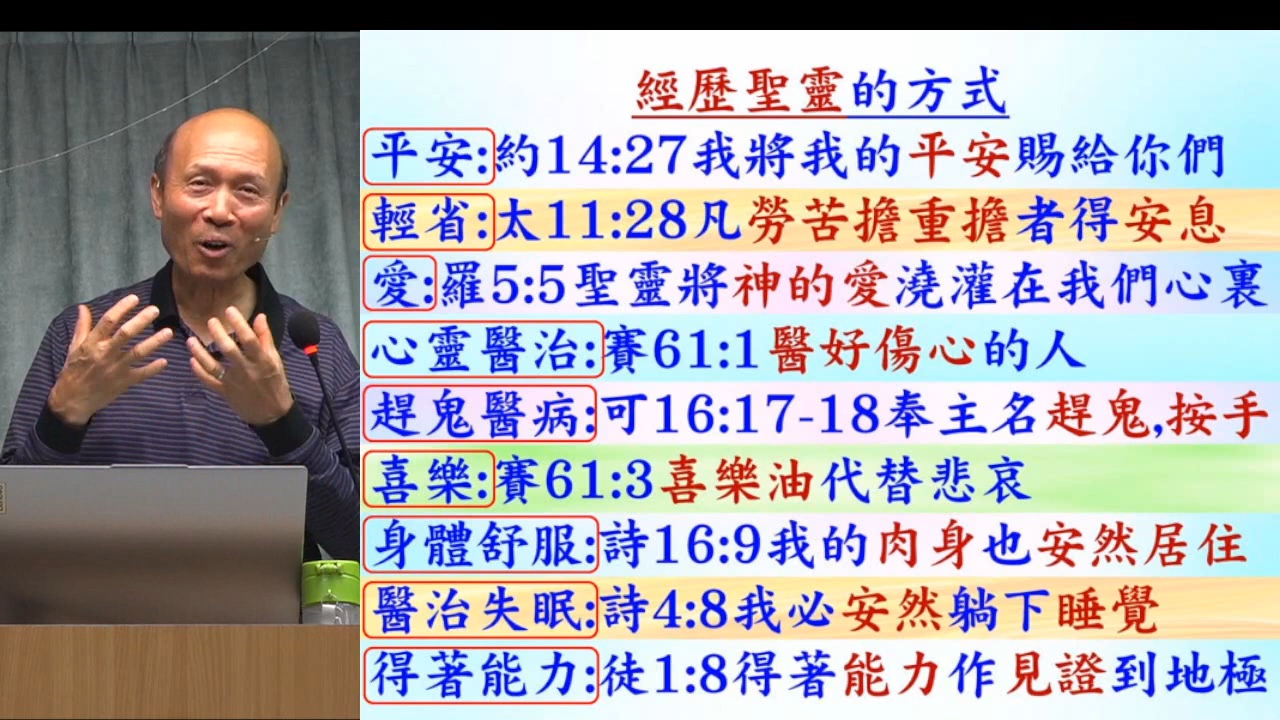 經歷聖靈的方式
平安:約14:27我將我的平安賜給你們
輕省:太11:28凡勞苦擔重擔者得安息
愛:羅5:5聖靈將神的愛澆灌在我們心裏
心靈醫治:賽61:1醫好傷心的人
趕鬼醫病:可16:17-18奉主名趕鬼,按手
喜樂:賽61:3喜樂油代替悲哀
身體舒服:詩16:9我的肉身也安然居住
醫治失眠:詩4:8我必安然躺下睡覺
得著能力:徒1:8得著能力作見證到地極